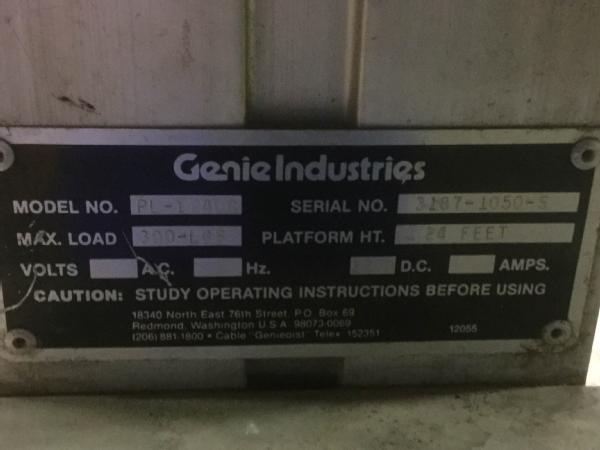 Genie Industries
MODEL NO. SERIAL NO. 3187-1050-S
MAX. LOAD 300-LBS PLATFORM HT. 24 FEET
VOLTS A.C. Hz. D.C. AMPS.
CAUTION: STUDY OPERATING INSTRUCTIONS BEFORE USING
18340 North East 76th Street, P.O. Box 69
Redmond, Washington U.S.A. 98073-0069
(206) 881-1800 • Cable "Geniepist" Telex 152351
12055